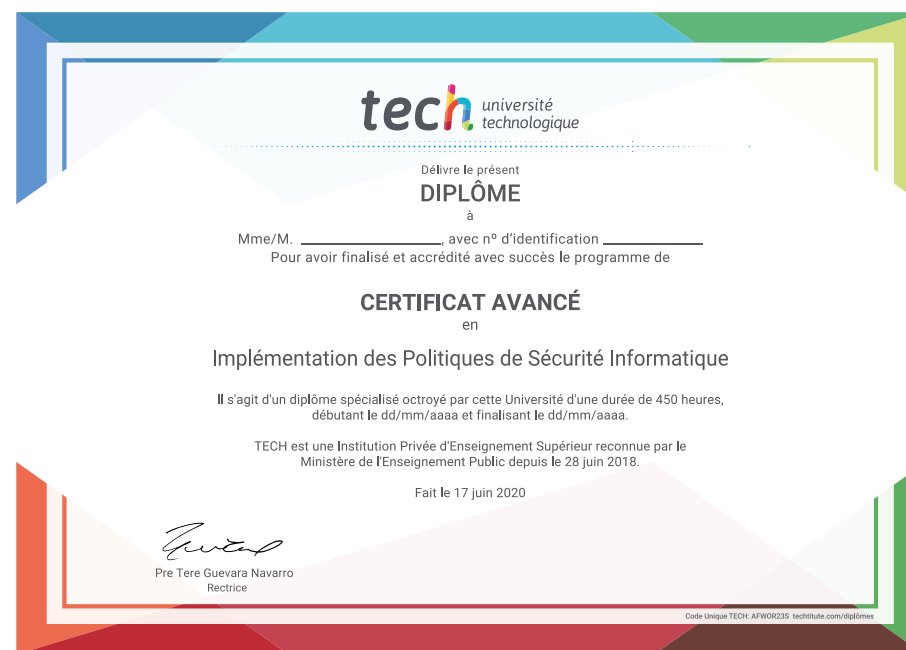 tech université
technologique
Délivre le présent
DIPLÔME
à
Mme/M. ____________________, avec nº d'identification ______________
Pour avoir finalisé et accrédité avec succès le programme de
CERTIFICAT AVANCÉ
en
Implémentation des Politiques de Sécurité Informatique
Il s'agit d'un diplôme spécialisé octroyé par cette Université d'une durée de 450 heures,
débutant le dd/mm/aaaa et finalisant le dd/mm/aaaa.
TECH est une Institution Privée d'Enseignement Supérieur reconnue par le
Ministère de l'Enseignement Public depuis le 28 juin 2018.
Fait le 17 juin 2020
Pre Tere Guevara Navarro
Rectrice
Code Unique TECH: AFWOR23S techtitute.com/diplômes